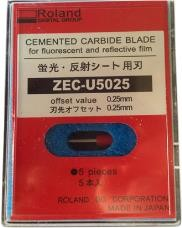 Roland
DIGITAL GROUP
CEMENTED CARBIDE BLADE
for fluorescent and reflective film
蛍光・反射シート用刃
ZEC-U5025
offset value 0.25mm
刃先オフセット 0.25mm
5 pieces
5本入
ROLAND DG CORPORATION
MADE IN JAPAN